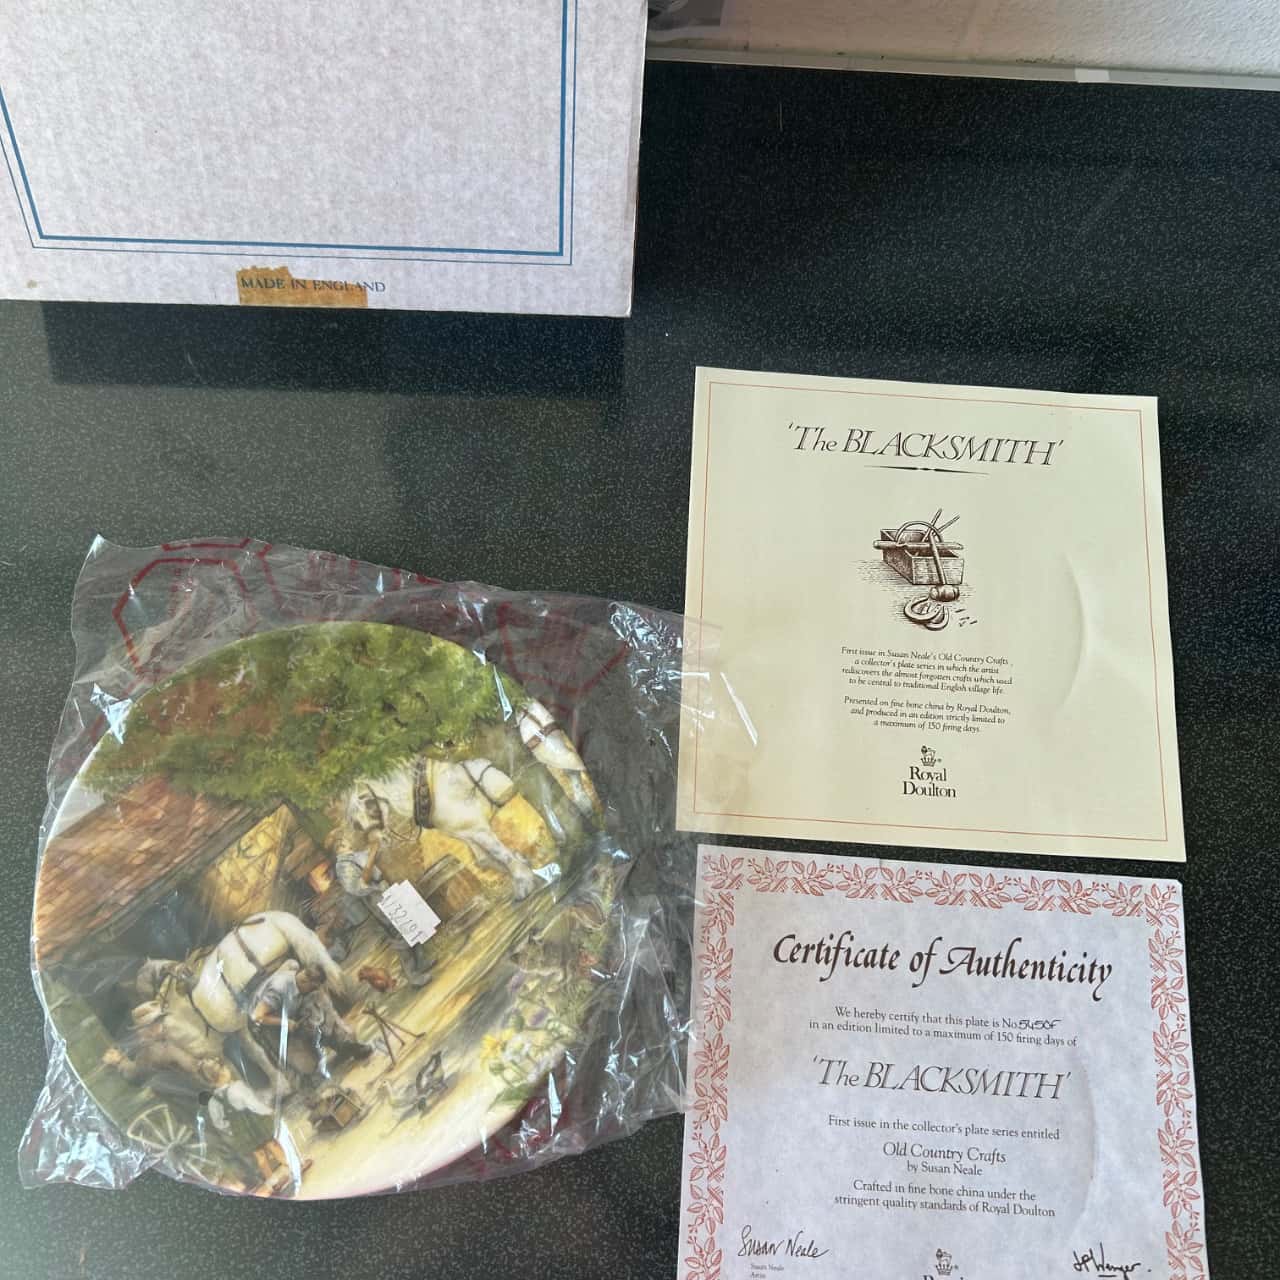 MADE IN ENGLAND
'The BLACKSMITH'
First issue in Susan Neale's Old Country Crafts,
a collector's plate series in which the artist
rediscovers the almost forgotten crafts which used
to be central to traditional English village life.
Presented on fine bone china by Royal Doulton,
and produced in an edition strictly limited to
a maximum of 150 firing days.
Royal
Doulton
Certificate of Authenticity
We hereby certify that this plate is No. 5450F
in an edition limited to a maximum of 150 firing days of
'The BLACKSMITH'
First issue in the collector's plate series entitled
Old Country Crafts
by Susan Neale
Crafted in fine bone china under the
stringent quality standards of Royal Doulton
Susan Neale
Susan Neale
Artist